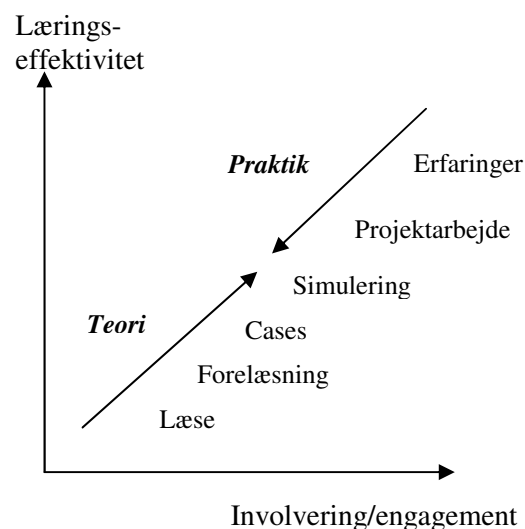 Lærings-
effektivitet
Praktik
Erfaringer
Projektarbejde
Simulering
Teori
Cases
Forelæsning
Læse
Involvering/engagement